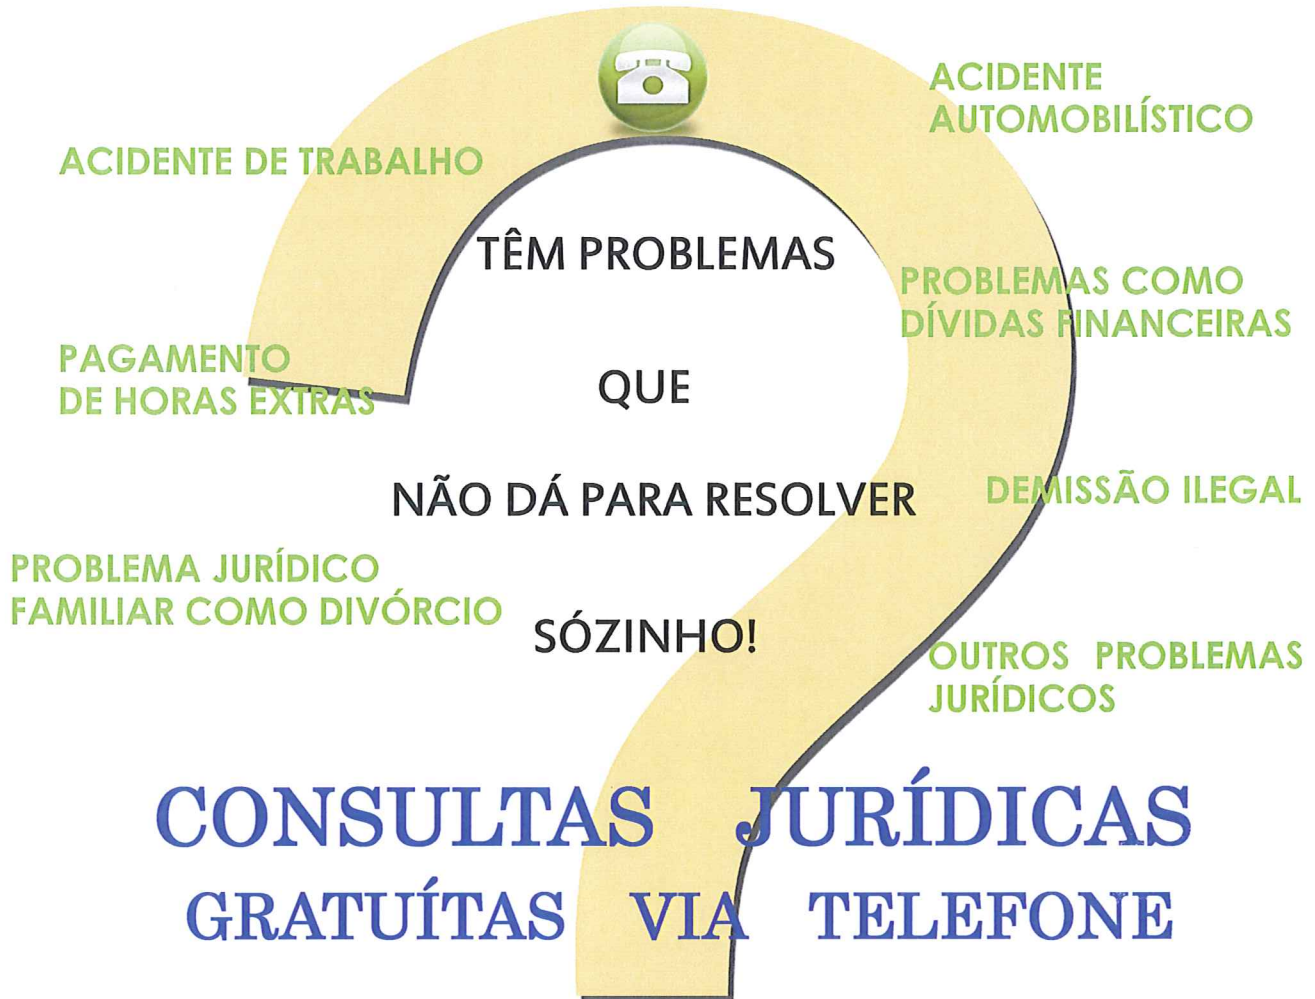 ACIDENTE
AUTOMOBILÍSTICO
ACIDENTE DE TRABALHO
TÊM PROBLEMAS
PROBLEMAS COMO
DÍVIDAS FINANCEIRAS
PAGAMENTO
DE HORAS EXTRAS
QUE
NÃO DÁ PARA RESOLVER
DEMISSÃO ILEGAL
PROBLEMA JURÍDICO
FAMILIAR COMO DIVÓRCIO
SÓZINHO!
OUTROS PROBLEMAS
JURÍDICOS
CONSULTAS JURÍDICAS
GRATUÍTAS VIA TELEFONE